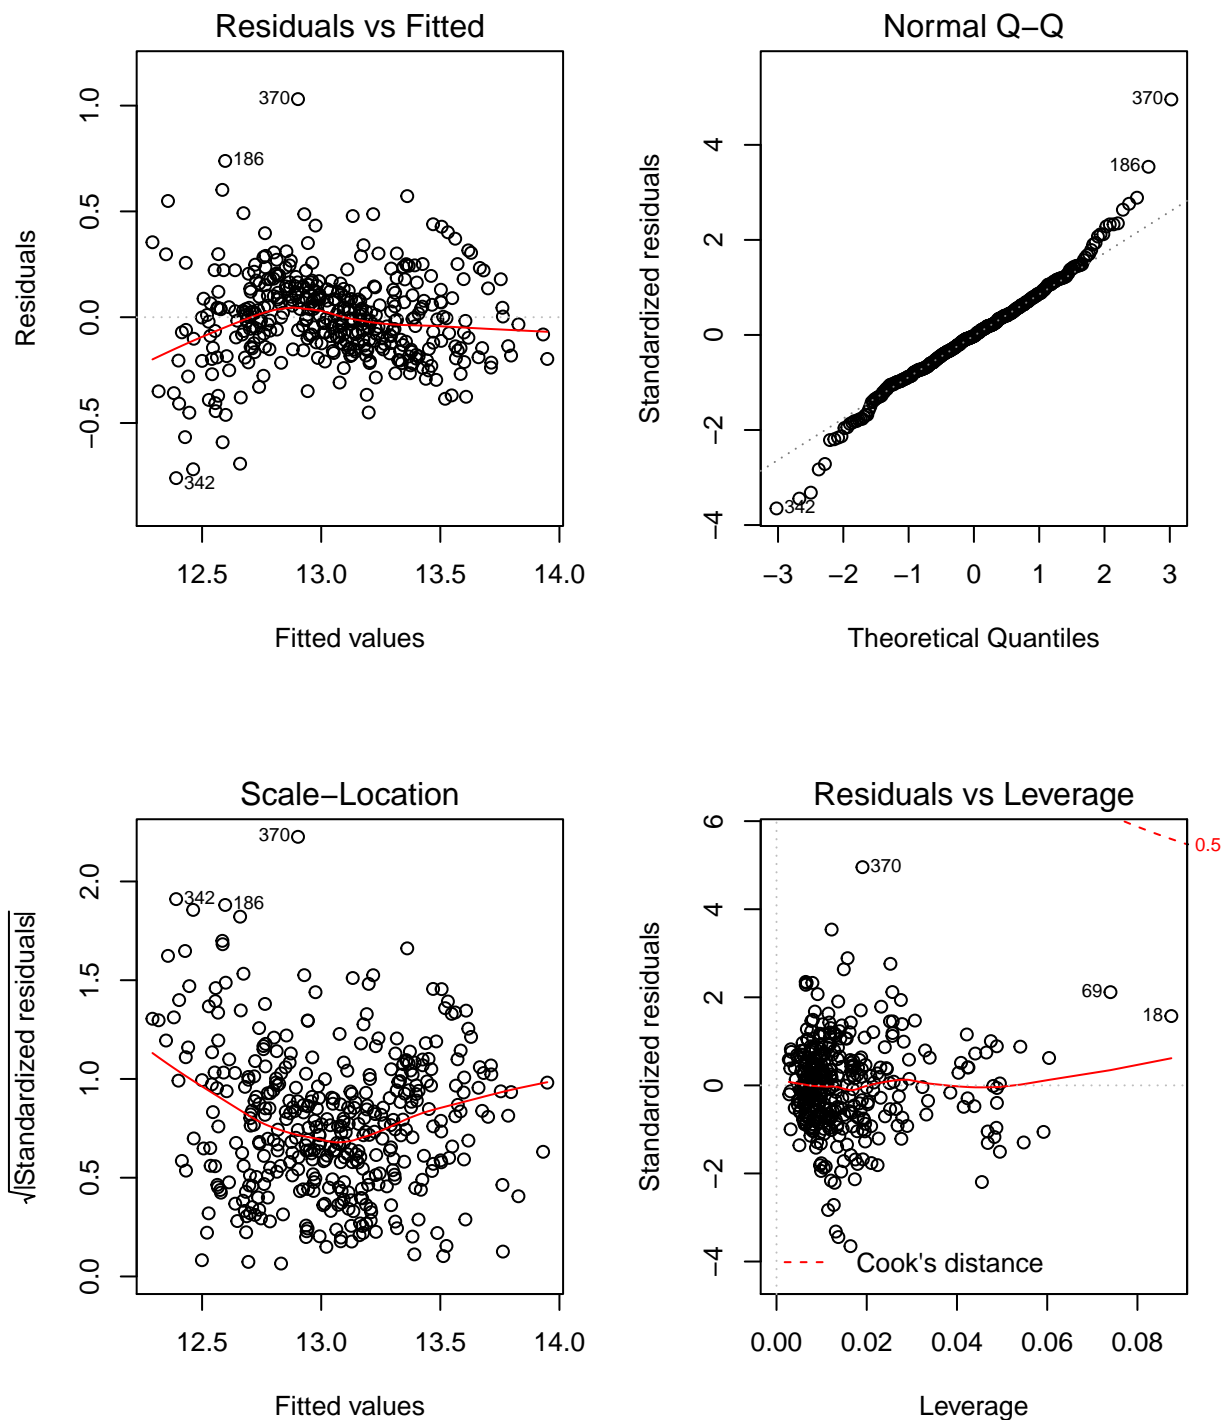 Residuals vs Fitted
Residuals
1.0
0.5
0.0
−0.5
370
186
342
12.5 13.0 13.5 14.0
Fitted values
Normal Q−Q
Standardized residuals
4
2
0
−2
−4
370
186
342
−3 −2 −1 0 1 2 3
Theoretical Quantiles
Scale−Location
√|Standardized residuals|
2.0
1.5
1.0
0.5
0.0
370
342
186
12.5 13.0 13.5 14.0
Fitted values
Residuals vs Leverage
Standardized residuals
6
4
2
0
−2
−4
0.5
370
69
18
Cook's distance
0.00 0.02 0.04 0.06 0.08
Leverage